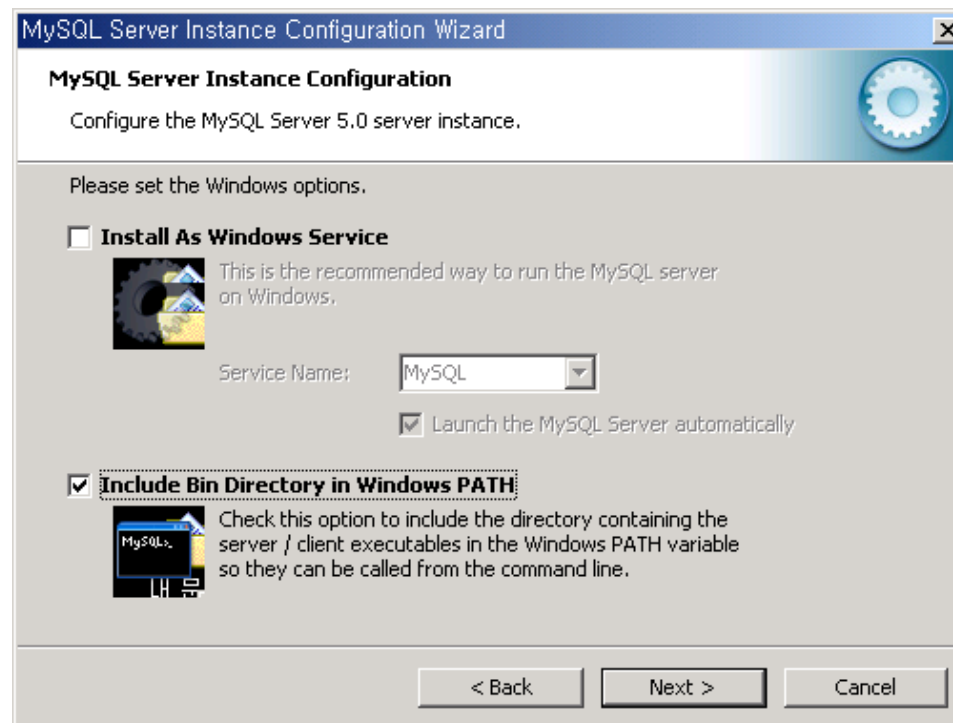 MySQL Server Instance Configuration Wizard
MySQL Server Instance Configuration
Configure the MySQL Server 5.0 server instance.
Please set the Windows options.
Install As Windows Service
This is the recommended way to run the MySQL server
on Windows.
Service Name:
MySQL
Launch the MySQL Server automatically
Include Bin Directory in Windows PATH
Check this option to include the directory containing the
server / client executables in the Windows PATH variable
so they can be called from the command line.
MySQL>_
< Back
Next >
Cancel